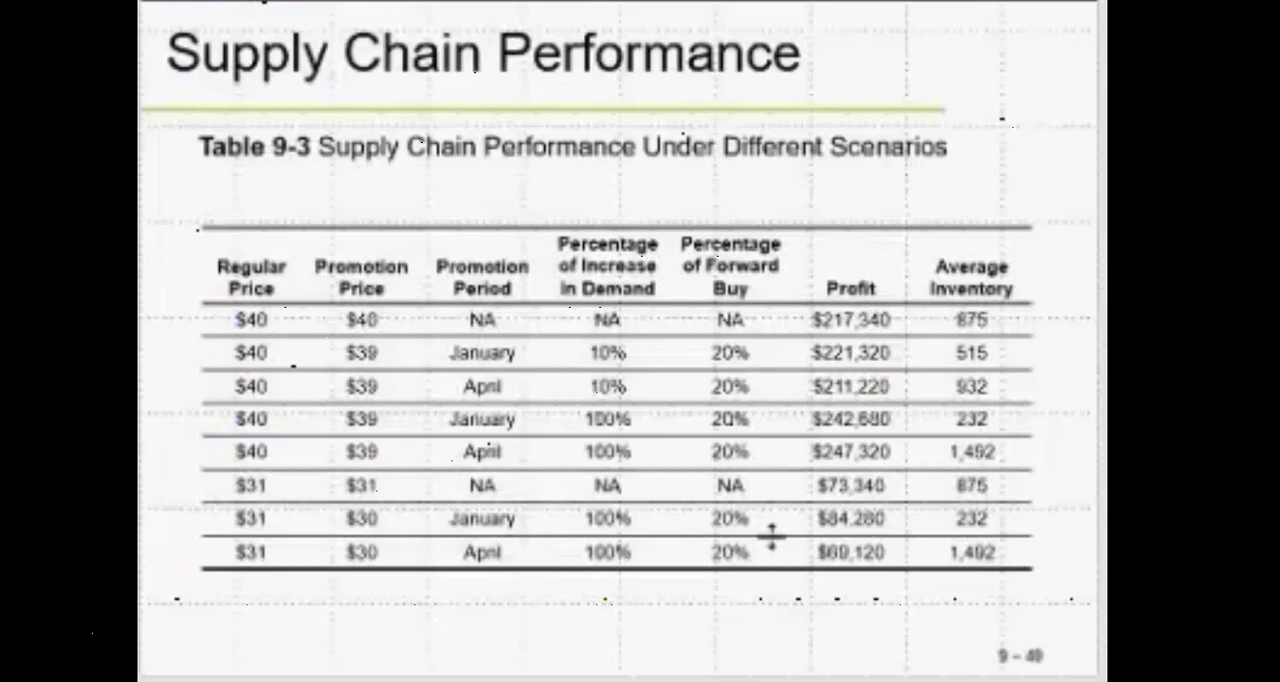 Supply Chain Performance
Table 9-3 Supply Chain Performance Under Different Scenarios
Regular Price Promotion Price Promotion Period Percentage of Increase in Demand Percentage of Forward Buy Profit Average Inventory
$40 $40 NA NA NA $217,340 875
$40 $39 January 10% 20% $221,320 515
$40 $39 April 10% 20% $211,220 932
$40 $39 January 100% 20% $242,680 232
$40 $39 April 100% 20% $247,320 1,492
$31 $31 NA NA NA $73,340 875
$31 $30 January 100% 20% $84,280 232
$31 $30 April 100% 20% $69,120 1,492
9 –